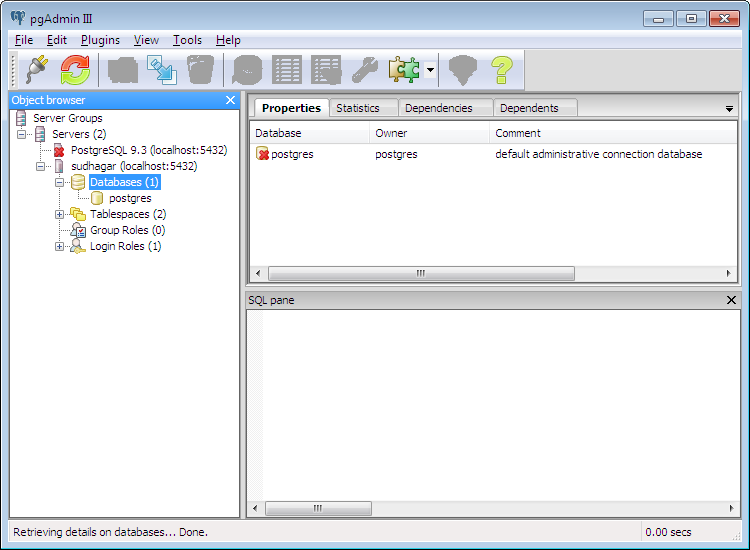 pgAdmin III
File Edit Plugins View Tools Help
Object browser
Server Groups
Servers (2)
PostgreSQL 9.3 (localhost:5432)
sudhagar (localhost:5432)
Databases (1)
postgres
Tablespaces (2)
Group Roles (0)
Login Roles (1)
Properties Statistics Dependencies Dependents
Database Owner Comment
postgres postgres default administrative connection database
SQL pane
Retrieving details on databases... Done. 0.00 secs